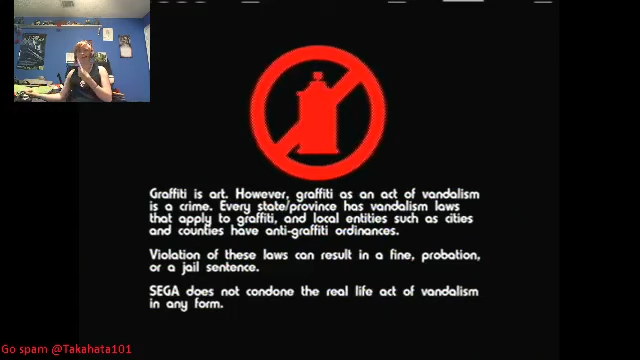 Graffiti is art. However, graffiti as an act of vandalism
is a crime. Every state/province has vandalism laws
that apply to graffiti, and local entities such as cities
and counties have anti-graffiti ordinances.
Violation of these laws can result in a fine, probation,
or a jail sentence.
SEGA does not condone the real life act of vandalism
in any form.
Go spam @Takahata101